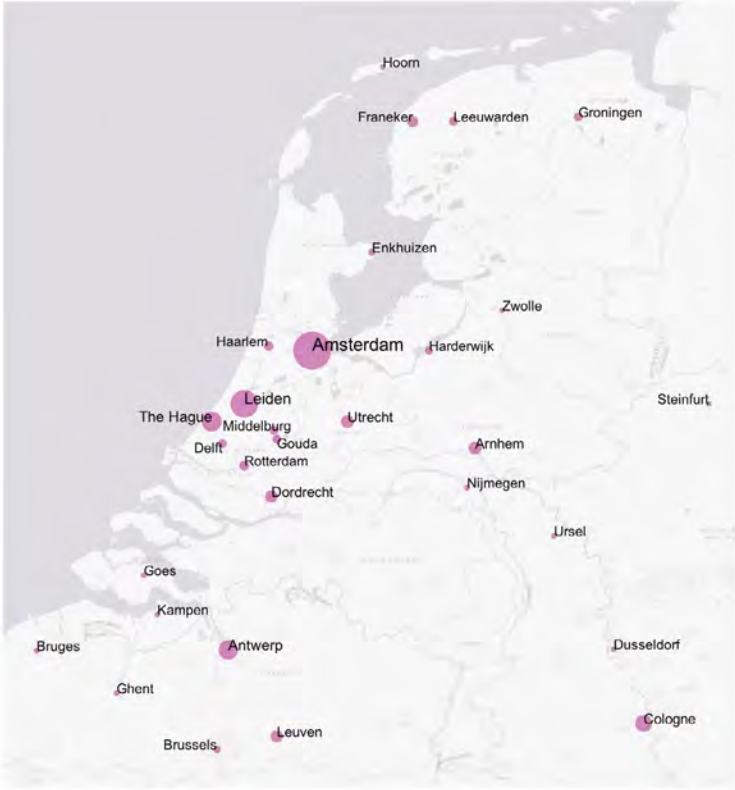 Hoorn
Franeker
Leeuwarden
Groningen
Enkhuizen
Zwolle
Haarlem
Amsterdam
Harderwijk
Leiden
Steinfurt
The Hague
Middelburg
Utrecht
Delft
Gouda
Arnhem
Rotterdam
Dordrecht
Nijmegen
Ursel
Goes
Kampen
Bruges
Antwerp
Dusseldorf
Ghent
Cologne
Brussels
Leuven